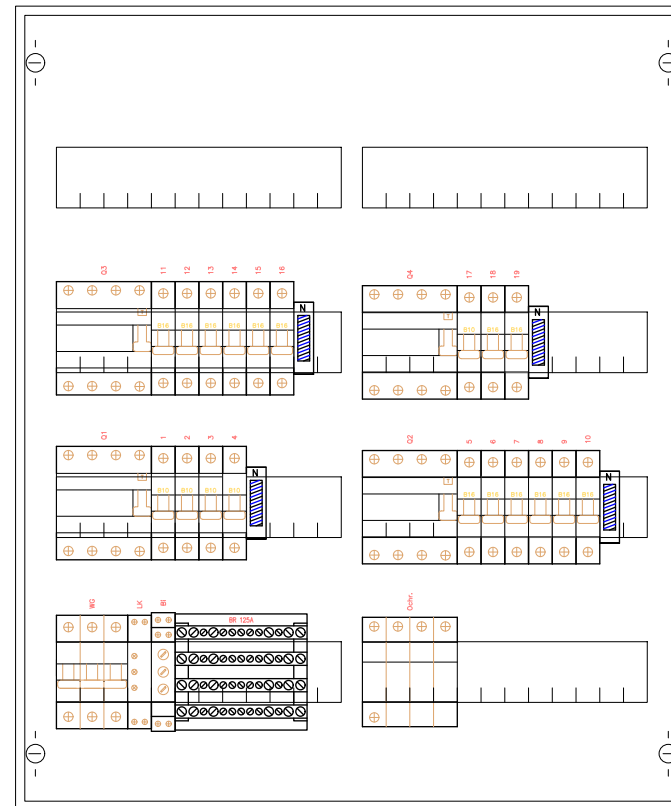 Q3 11 12 13 14 15 16
Q4 17 18 19
B16 B16 B16 B16 B16 B16 N
B10 B16 B16 N
Q1 1 2 3 4
Q2 5 6 7 8 9 10
B10 B10 B10 B10 N
B16 B16 B16 B16 B16 B16 N
WG LK BI
Ochr.
BR 125A